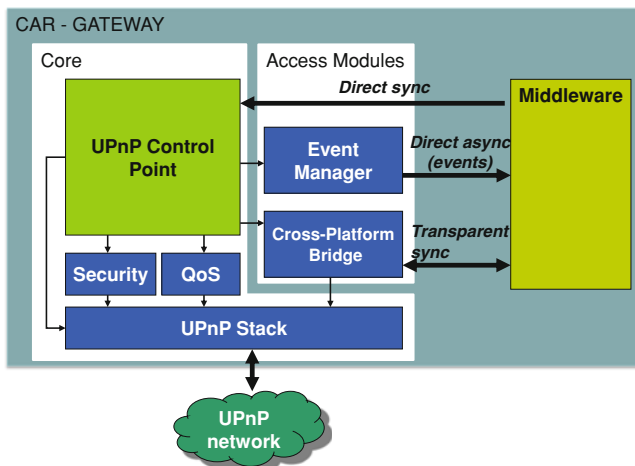 CAR - GATEWAY
Core
Access Modules
Direct sync
Middleware
UPnP Control
Point
Event
Manager
Direct async
(events)
Cross-Platform
Bridge
Transparent
sync
Security
QoS
UPnP Stack
UPnP
network